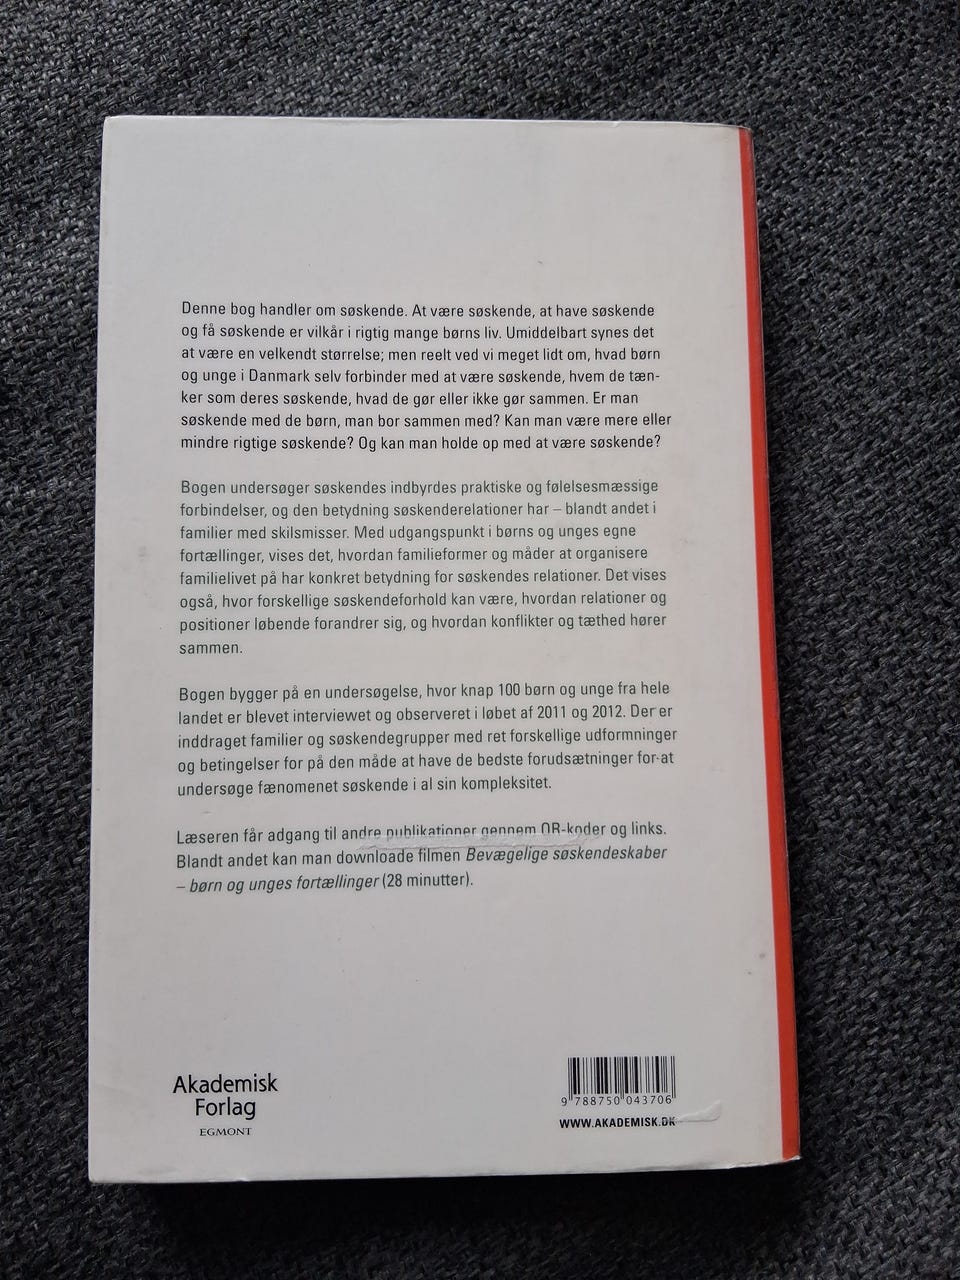 Denne bog handler om søskende. At være søskende, at have søskende
og få søskende er vilkår i rigtig mange børns liv. Umiddelbart synes det
at være en velkendt størrelse; men reelt ved vi meget lidt om, hvad børn
og unge i Danmark selv forbinder med at være søskende, hvem de tæn-
ker som deres søskende, hvad de gør eller ikke gør sammen. Er man
søskende med de børn, man bor sammen med? Kan man være mere eller
mindre rigtige søskende? Og kan man holde op med at være søskende?
Bogen undersøger søskendes indbyrdes praktiske og følelsesmæssige
forbindelser, og den betydning søskenderelationer har – blandt andet i
familier med skilsmisser. Med udgangspunkt i børns og unges egne
fortællinger, vises det, hvordan familieformer og måder at organisere
familielivet på har konkret betydning for søskendes relationer. Det vises
også, hvor forskellige søskendeforhold kan være, hvordan relationer og
positioner løbende forandrer sig, og hvordan konflikter og tæthed hører
sammen.
Bogen bygger på en undersøgelse, hvor knap 100 børn og unge fra hele
landet er blevet interviewet og observeret i løbet af 2011 og 2012. Der er
inddraget familier og søskendegrupper med ret forskellige udformninger
og betingelser for på den måde at have de bedste forudsætninger for at
undersøge fænomenet søskende i al sin kompleksitet.
Læseren får adgang til andre publikationer gennem QR-koder og links.
Blandt andet kan man downloade filmen Bevægelige søskendeskaber
– børn og unges fortællinger (28 minutter).
Akademisk
Forlag
EGMONT
9 788750 043706
WWW.AKADEMISK.DK